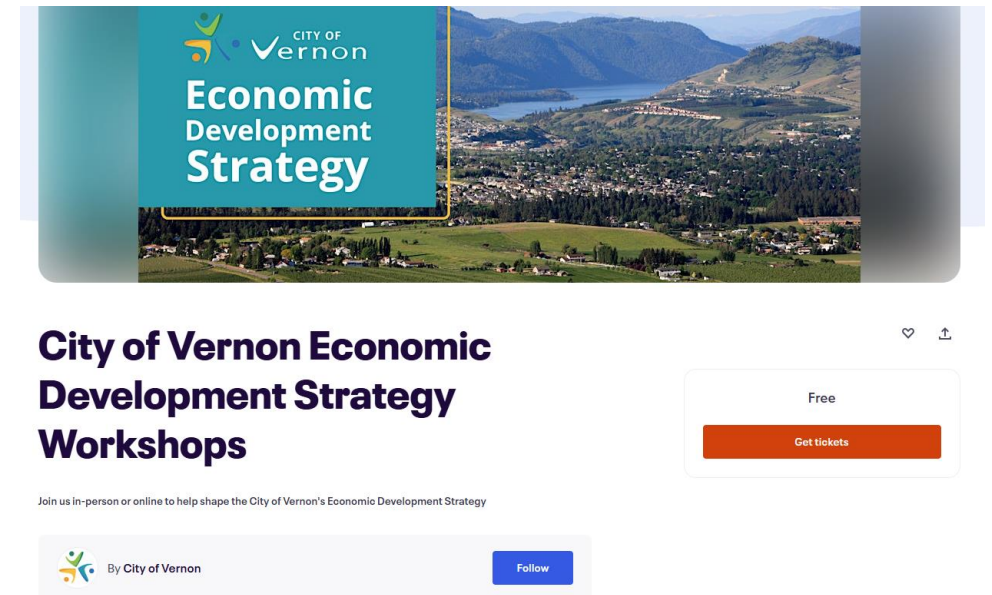 CITY OF
Vernon
Economic
Development
Strategy
City of Vernon Economic
Development Strategy
Workshops
Free
Get tickets
Join us in-person or online to help shape the City of Vernon's Economic Development Strategy
By City of Vernon
Follow